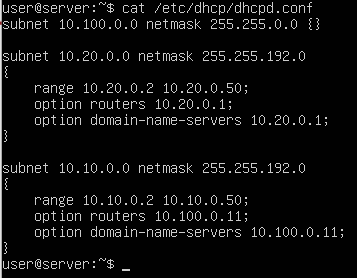 user@server:~$ cat /etc/dhcp/dhcpd.conf
subnet 10.100.0.0 netmask 255.255.0.0 {}
subnet 10.20.0.0 netmask 255.255.192.0
{
range 10.20.0.2 10.20.0.50;
option routers 10.20.0.1;
option domain-name-servers 10.20.0.1;
}
subnet 10.10.0.0 netmask 255.255.192.0
{
range 10.10.0.2 10.10.0.50;
option routers 10.100.0.11;
option domain-name-servers 10.100.0.11;
}
user@server:~$ _